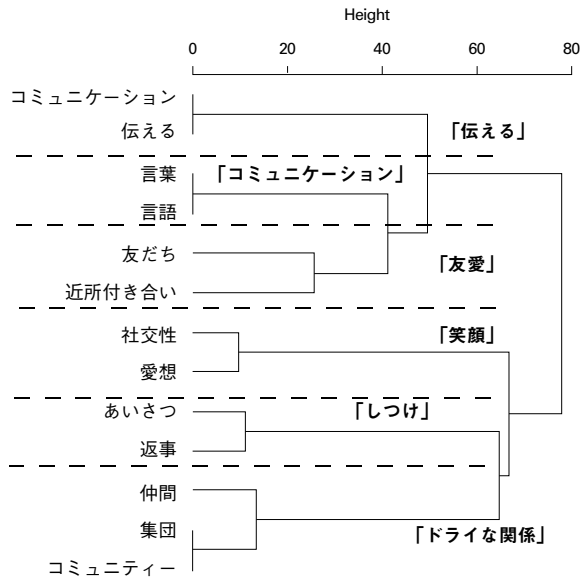 Height
0 20 40 60 80
コミュニケーション
伝える
「伝える」
言葉
「コミュニケーション」
言語
友だち
「友愛」
近所付き合い
社交性
「笑顔」
愛想
あいさつ
「しつけ」
返事
仲間
集団
「ドライな関係」
コミュニティー